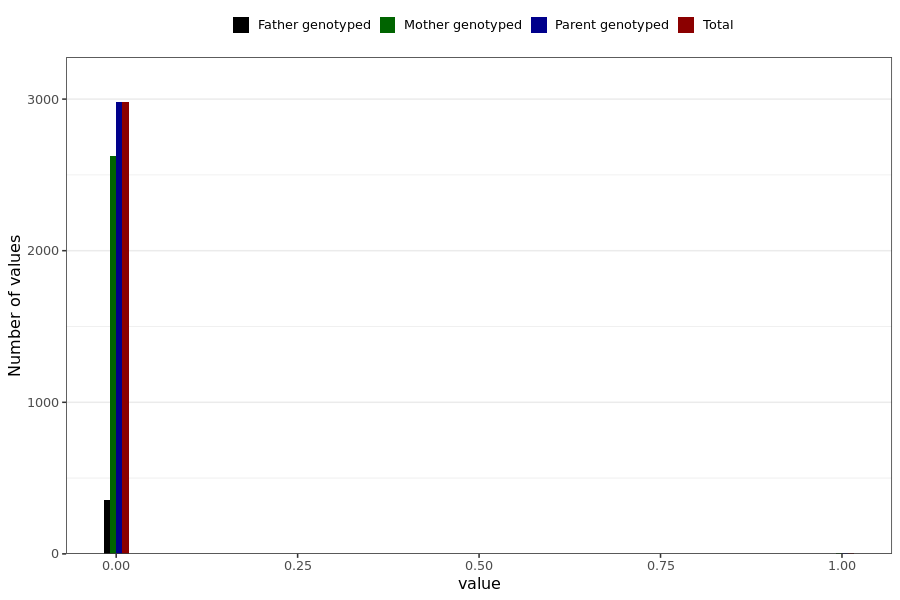 Father genotyped Mother genotyped Parent genotyped Total
Number of values
3000
2000
1000
0
0.00 0.25 0.50 0.75 1.00
value